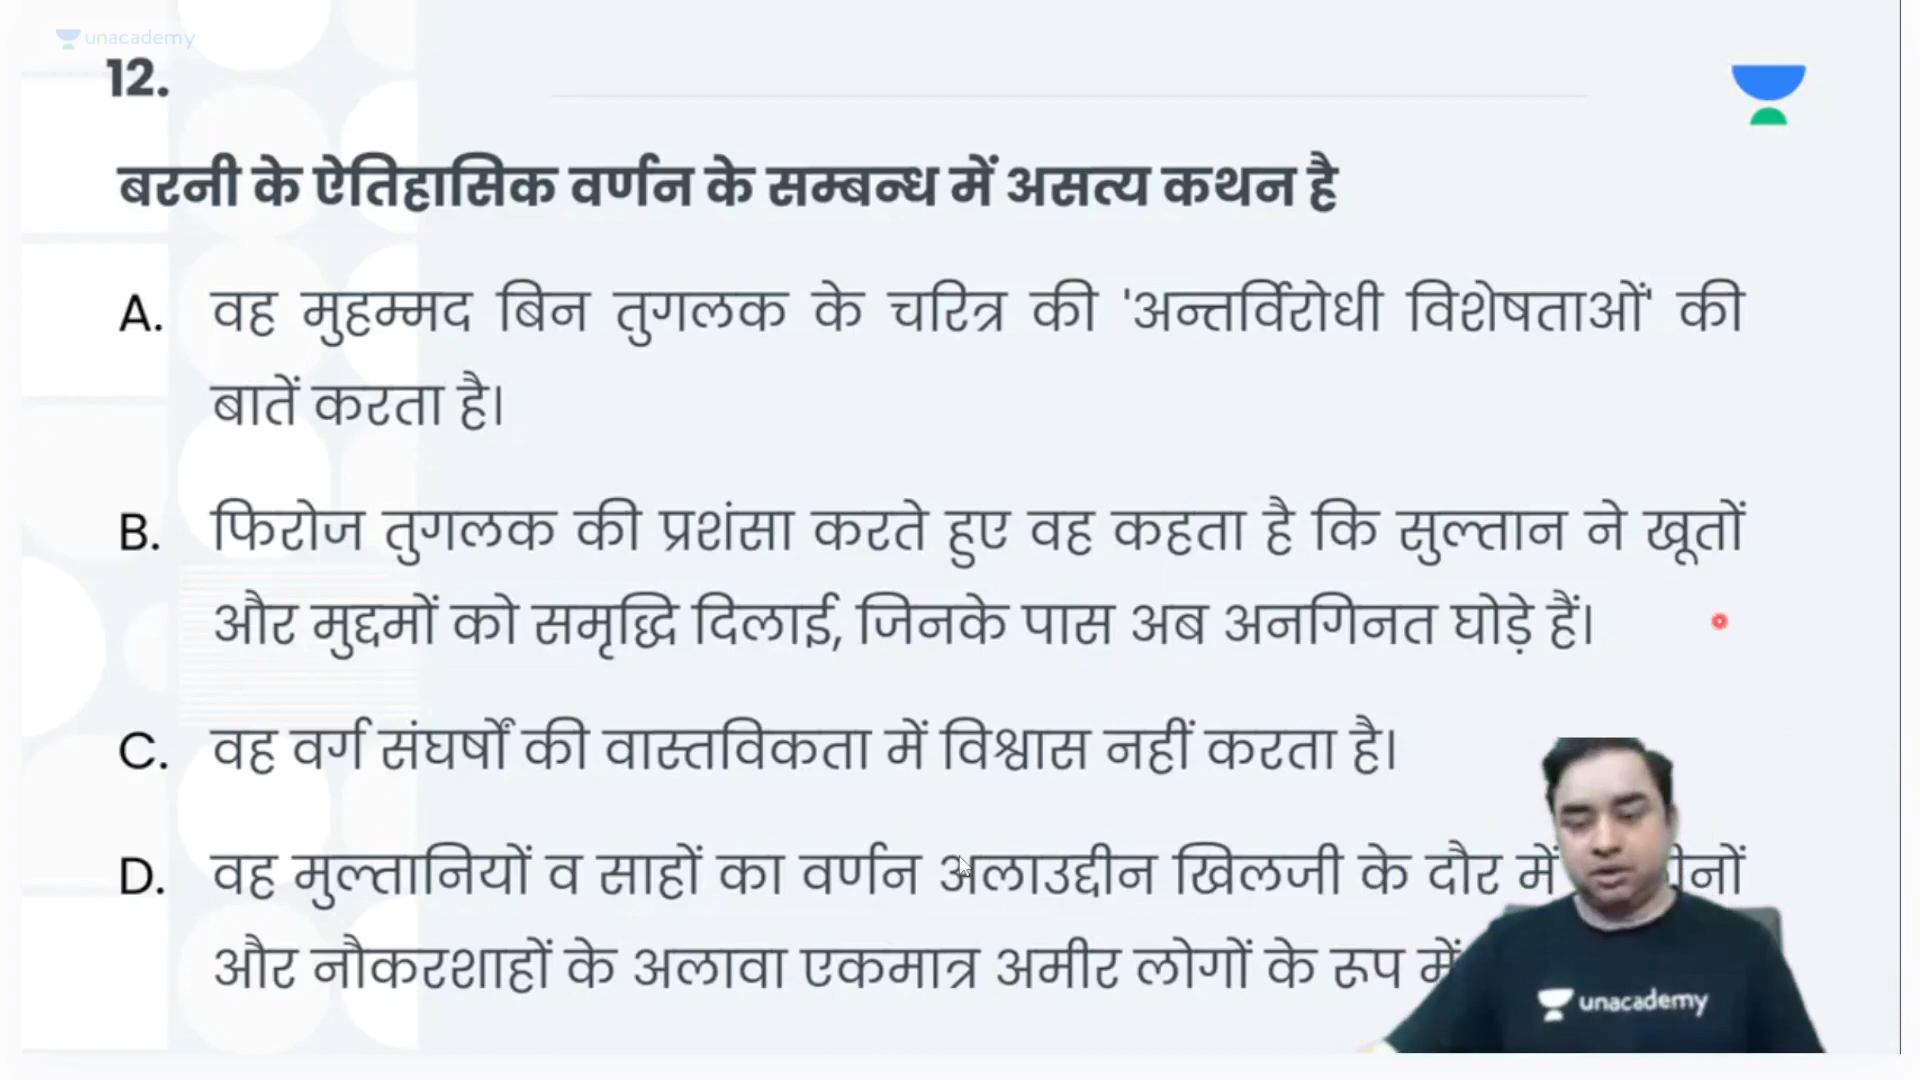 unacademy
12.
बरनी के ऐतिहासिक वर्णन के सम्बन्ध में असत्य कथन है
A. वह मुहम्मद बिन तुगलक के चरित्र की 'अन्तर्विरोधी विशेषताओं' की
बातें करता है।
B. फिरोज तुगलक की प्रशंसा करते हुए वह कहता है कि सुल्तान ने खूतों
और मुद्दमों को समृद्धि दिलाई, जिनके पास अब अनगिनत घोड़े हैं।
C. वह वर्ग संघर्षों की वास्तविकता में विश्वास नहीं करता है।
D. वह मुल्तानियों व साहों का वर्णन अलाउद्दीन खिलजी के दौर में
और नौकरशाहों के अलावा एकमात्र अमीर लोगों के रूप में
unacademy